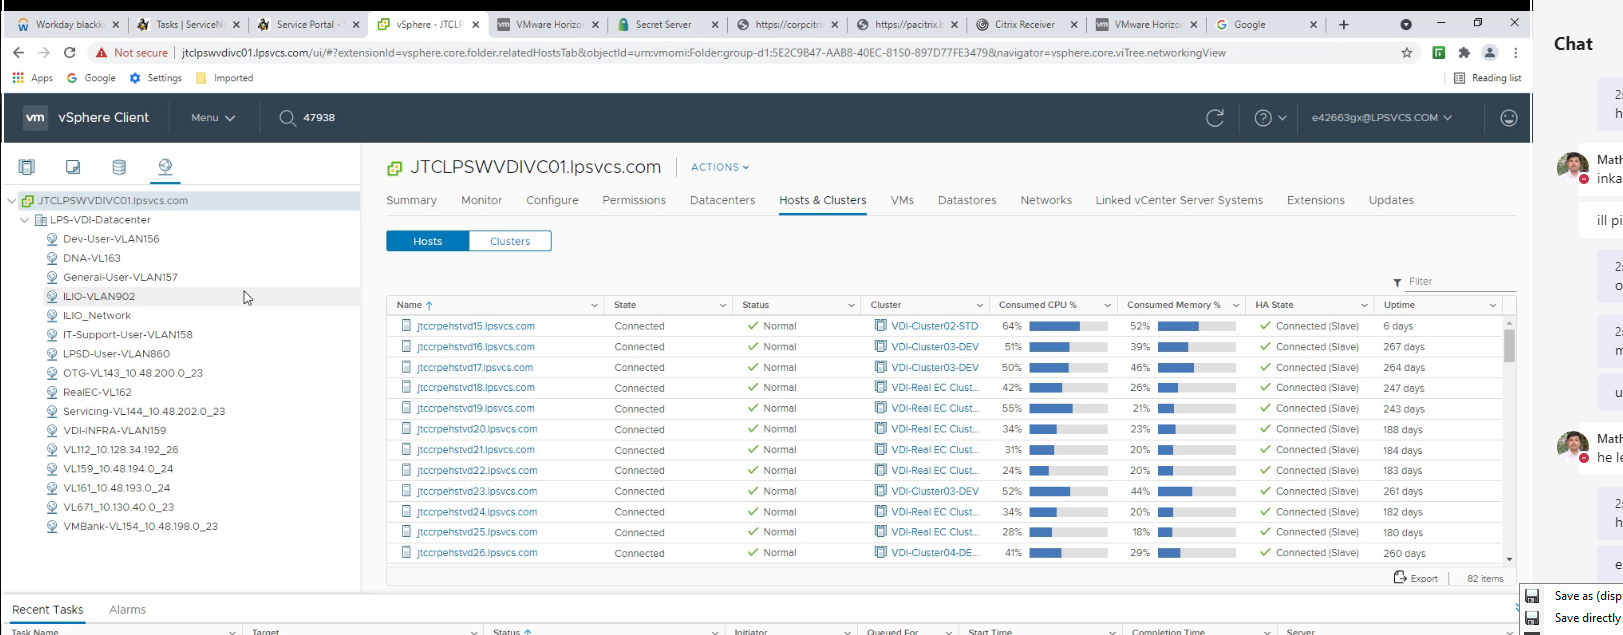 Workday black
Tasks | ServiceN
Service Portal - S
vSphere - JTCLP
VMware Horizo
Secret Server
https://corpcitri
https://pacitrix.l
Citrix Receiver
VMware Horizo
Google
Not secure | jtclpswvdivc01.lpsvcs.com/ui/#?extensionId=vsphere.core.folder.relatedHostsTab&objectId=urn:vmomi:Folder:group-d1:5E2C9B47-AAB8-40EC-8150-897D77FE3479&navigator=vsphere.core.viTree.networkingView
Apps Google Settings Imported Reading list
vm vSphere Client Menu 47938 e42663gx@LPSVCS.COM
JTCLPSWVDIVC01.lpsvcs.com
LPS-VDI-Datacenter
Dev-User-VLAN156
DNA-VL163
General-User-VLAN157
ILIO-VLAN902
ILIO_Network
IT-Support-User-VLAN158
LPSD-User-VLAN860
OTG-VL143_10.48.200.0_23
RealEC-VL162
Servicing-VL144_10.48.202.0_23
VDI-INFRA-VLAN159
VL112_10.128.34.192_26
VL159_10.48.194.0_24
VL161_10.48.193.0_24
VL671_10.130.40.0_23
VMBank-VL154_10.48.198.0_23
JTCLPSWVDIVC01.lpsvcs.com ACTIONS
Summary Monitor Configure Permissions Datacenters Hosts & Clusters VMs Datastores Networks Linked vCenter Server Systems Extensions Updates
Hosts Clusters
Filter
Name ↑ State Status Cluster Consumed CPU % Consumed Memory % HA State Uptime
jtccrpehstvd15.lpsvcs.com Connected Normal VDI-Cluster02-STD 64% 52% Connected (Slave) 6 days
jtccrpehstvd16.lpsvcs.com Connected Normal VDI-Cluster03-DEV 51% 39% Connected (Slave) 267 days
jtccrpehstvd17.lpsvcs.com Connected Normal VDI-Cluster03-DEV 50% 46% Connected (Slave) 264 days
jtccrpehstvd18.lpsvcs.com Connected Normal VDI-Real EC Clust... 42% 26% Connected (Slave) 247 days
jtccrpehstvd19.lpsvcs.com Connected Normal VDI-Real EC Clust... 55% 21% Connected (Slave) 243 days
jtccrpehstvd20.lpsvcs.com Connected Normal VDI-Real EC Clust... 34% 23% Connected (Slave) 188 days
jtccrpehstvd21.lpsvcs.com Connected Normal VDI-Real EC Clust... 31% 20% Connected (Slave) 184 days
jtccrpehstvd22.lpsvcs.com Connected Normal VDI-Real EC Clust... 24% 20% Connected (Slave) 183 days
jtccrpehstvd23.lpsvcs.com Connected Normal VDI-Cluster03-DEV 52% 44% Connected (Slave) 261 days
jtccrpehstvd24.lpsvcs.com Connected Normal VDI-Real EC Clust... 34% 20% Connected (Slave) 182 days
jtccrpehstvd25.lpsvcs.com Connected Normal VDI-Real EC Clust... 28% 18% Connected (Slave) 180 days
jtccrpehstvd26.lpsvcs.com Connected Normal VDI-Cluster04-DE... 41% 29% Connected (Slave) 260 days
Export 82 items
Recent Tasks Alarms
Task Name Target Status ↑ Initiator Queued For Start Time Completion Time Server
Chat
2:
h
Math
inka
ill pi
2:
o
2:
m
u
Math
he le
2:
h
e
Save as (disp
Save directly